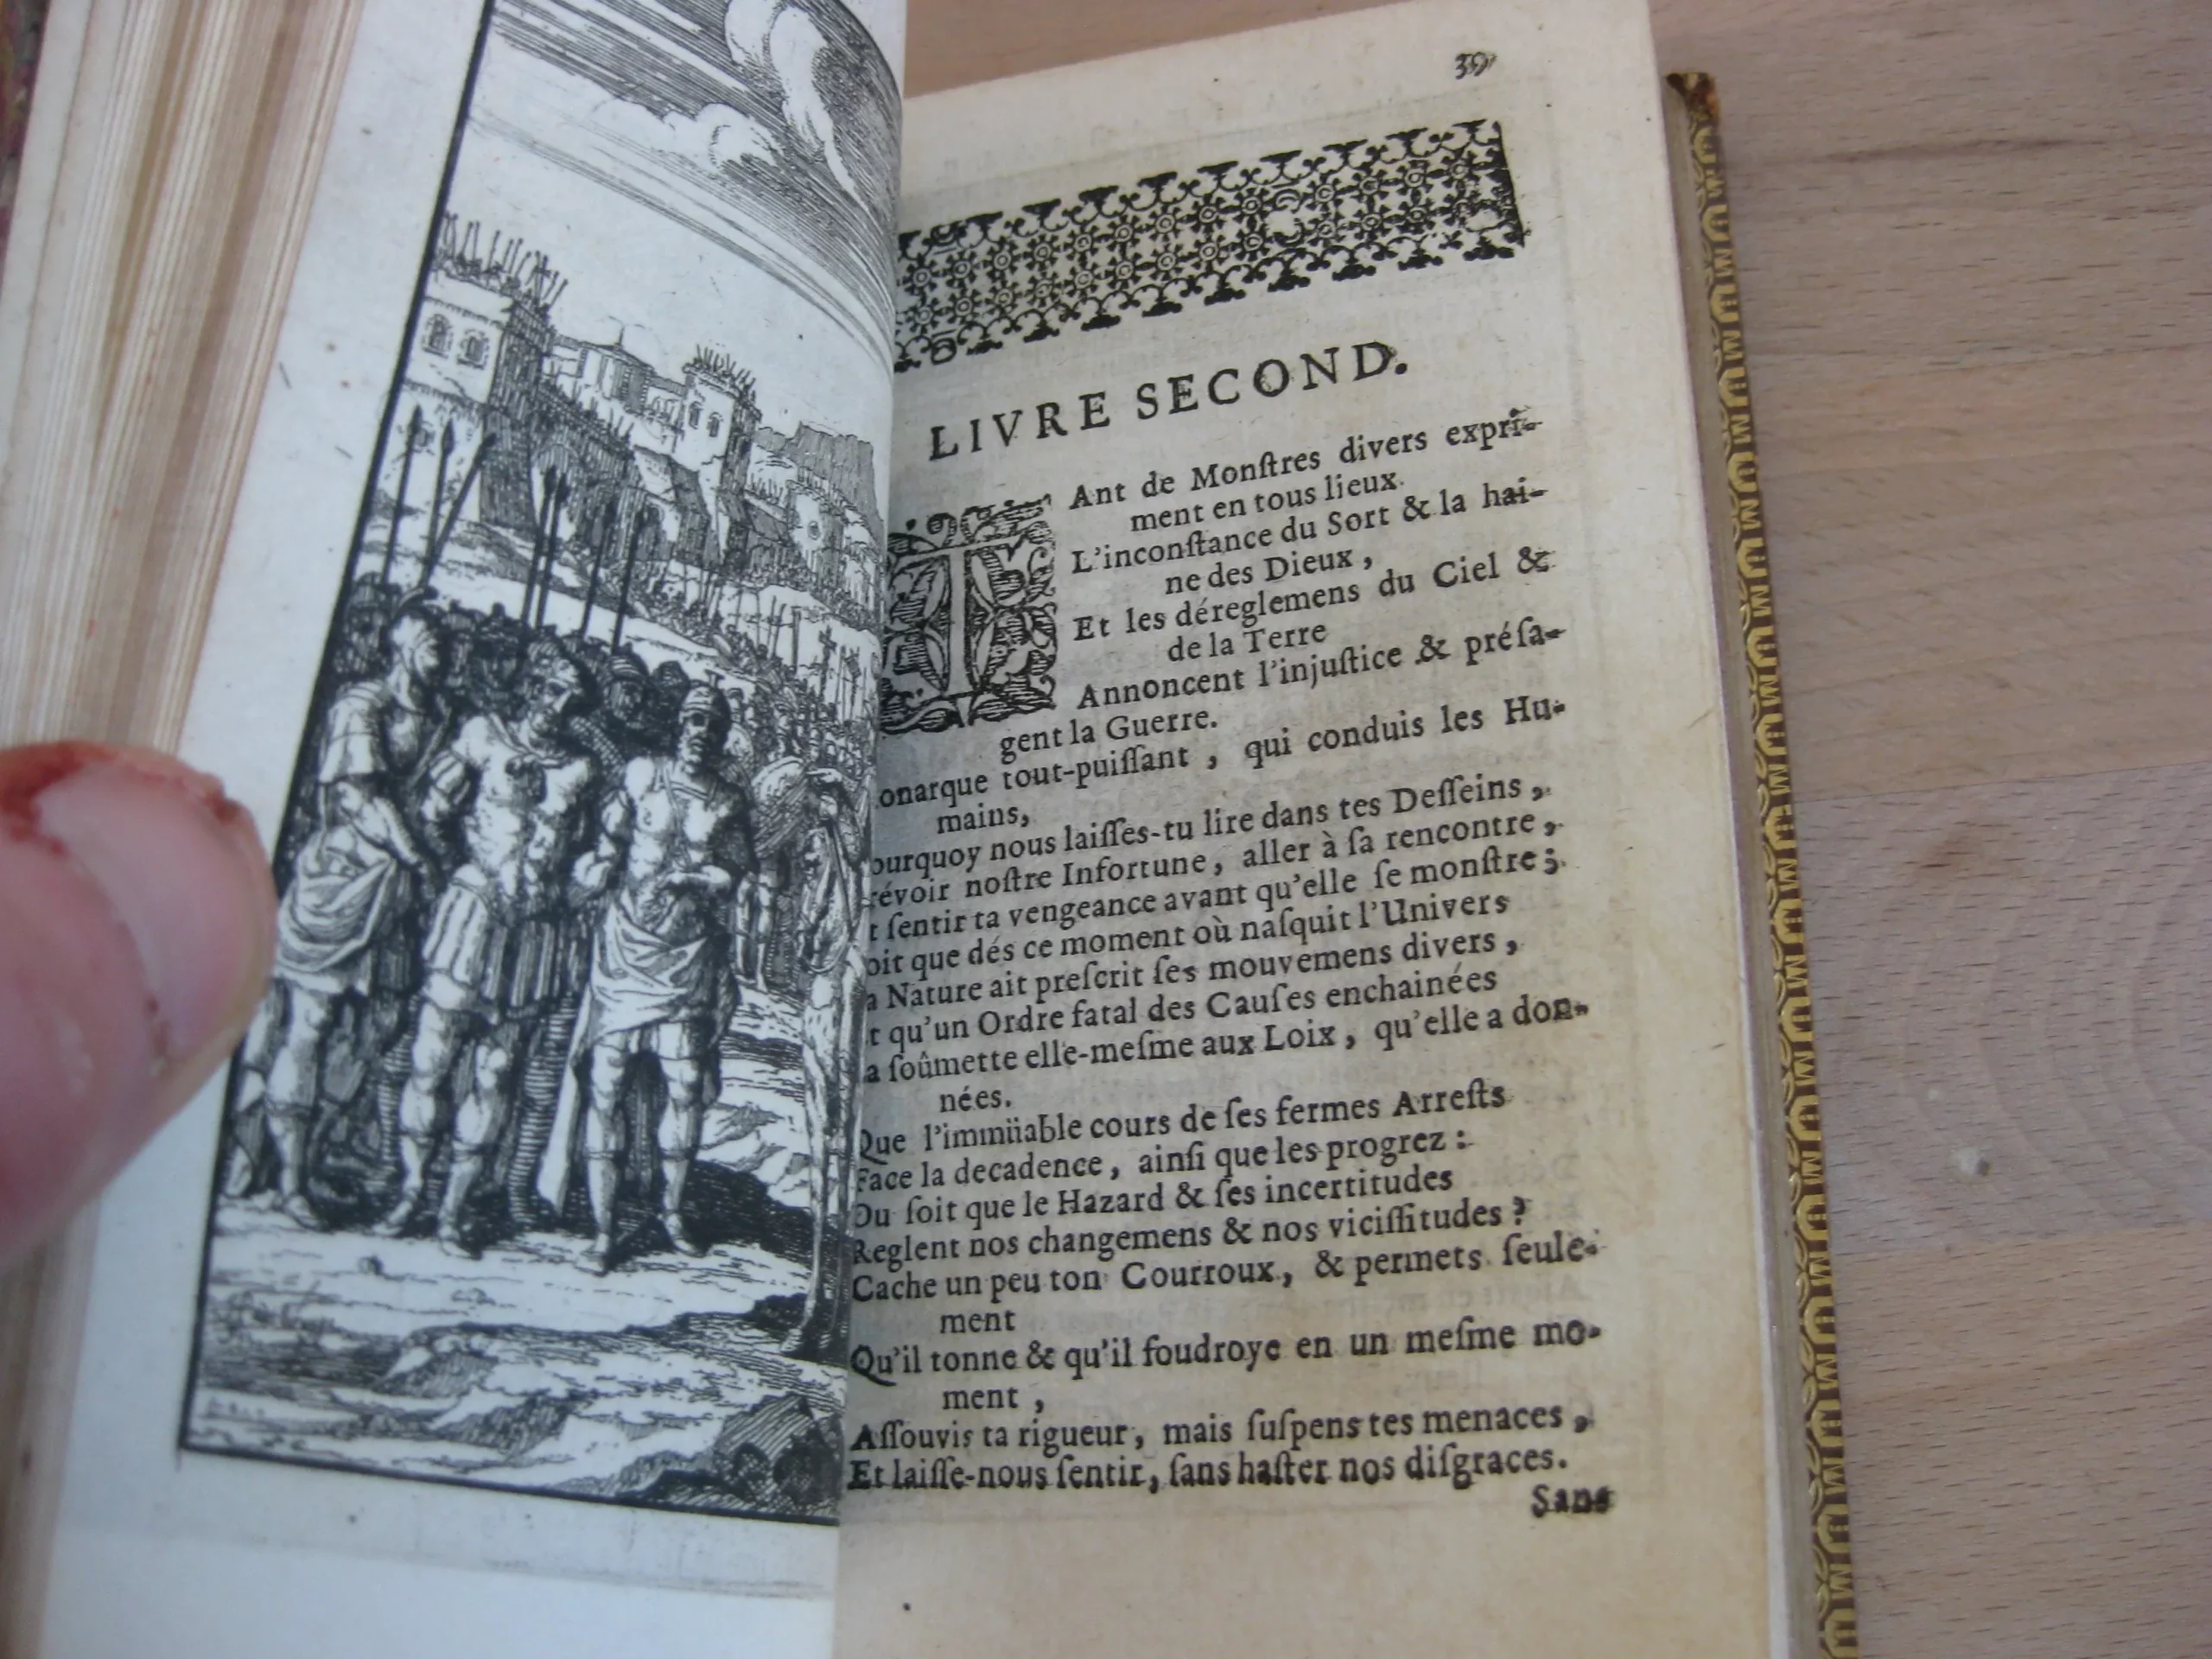 39
LIVRE SECOND.
TAnt de Monſtres divers expri-
ment en tous lieux
L'inconſtance du Sort & la hai-
ne des Dieux,
Et les déreglemens du Ciel &
de la Terre
Annoncent l'injuſtice & préſa-
gent la Guerre.
onarque tout-puiſſant, qui conduis les Hu-
mains,
ourquoy nous laiſſes-tu lire dans tes Deſſeins,
révoir noſtre Infortune, aller à ſa rencontre,
t ſentir ta vengeance avant qu'elle ſe monſtre;
oit que dés ce moment où naſquit l'Univers
a Nature ait preſcrit ſes mouvemens divers,
t qu'un Ordre fatal des Cauſes enchainées
a ſoûmette elle-meſme aux Loix, qu'elle a don-
nées.
Que l'immüable cours de ſes fermes Arreſts
Face la decadence, ainſi que les progrez:
Ou ſoit que le Hazard & ſes incertitudes
Reglent nos changemens & nos viciſſitudes?
Cache un peu ton Courroux, & permets ſeule-
ment
Qu'il tonne & qu'il foudroye en un meſme mo-
ment,
Aſſouvis ta rigueur, mais ſuſpens tes menaces,
Et laiſſe-nous ſentir, ſans haſter nos diſgraces.
Sans